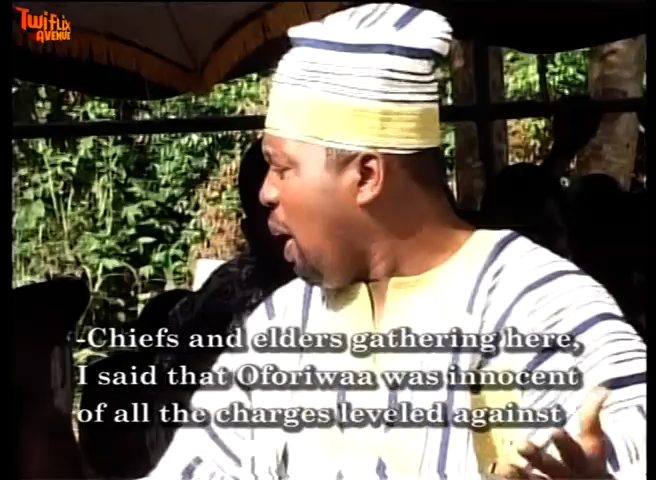 Twiflix
AVENUE
-Chiefs and elders gathering here,
I said that Oforiwaa was innocent
of all the charges leveled against